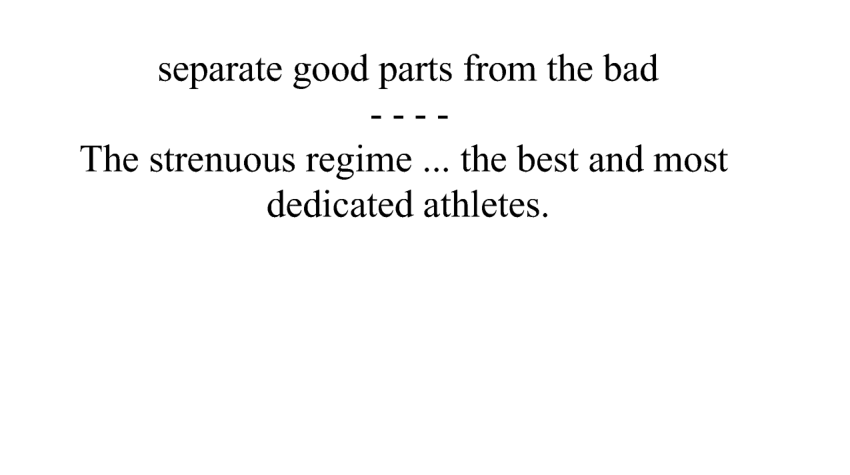 separate good parts from the bad
- - - -
The strenuous regime ... the best and most
dedicated athletes.